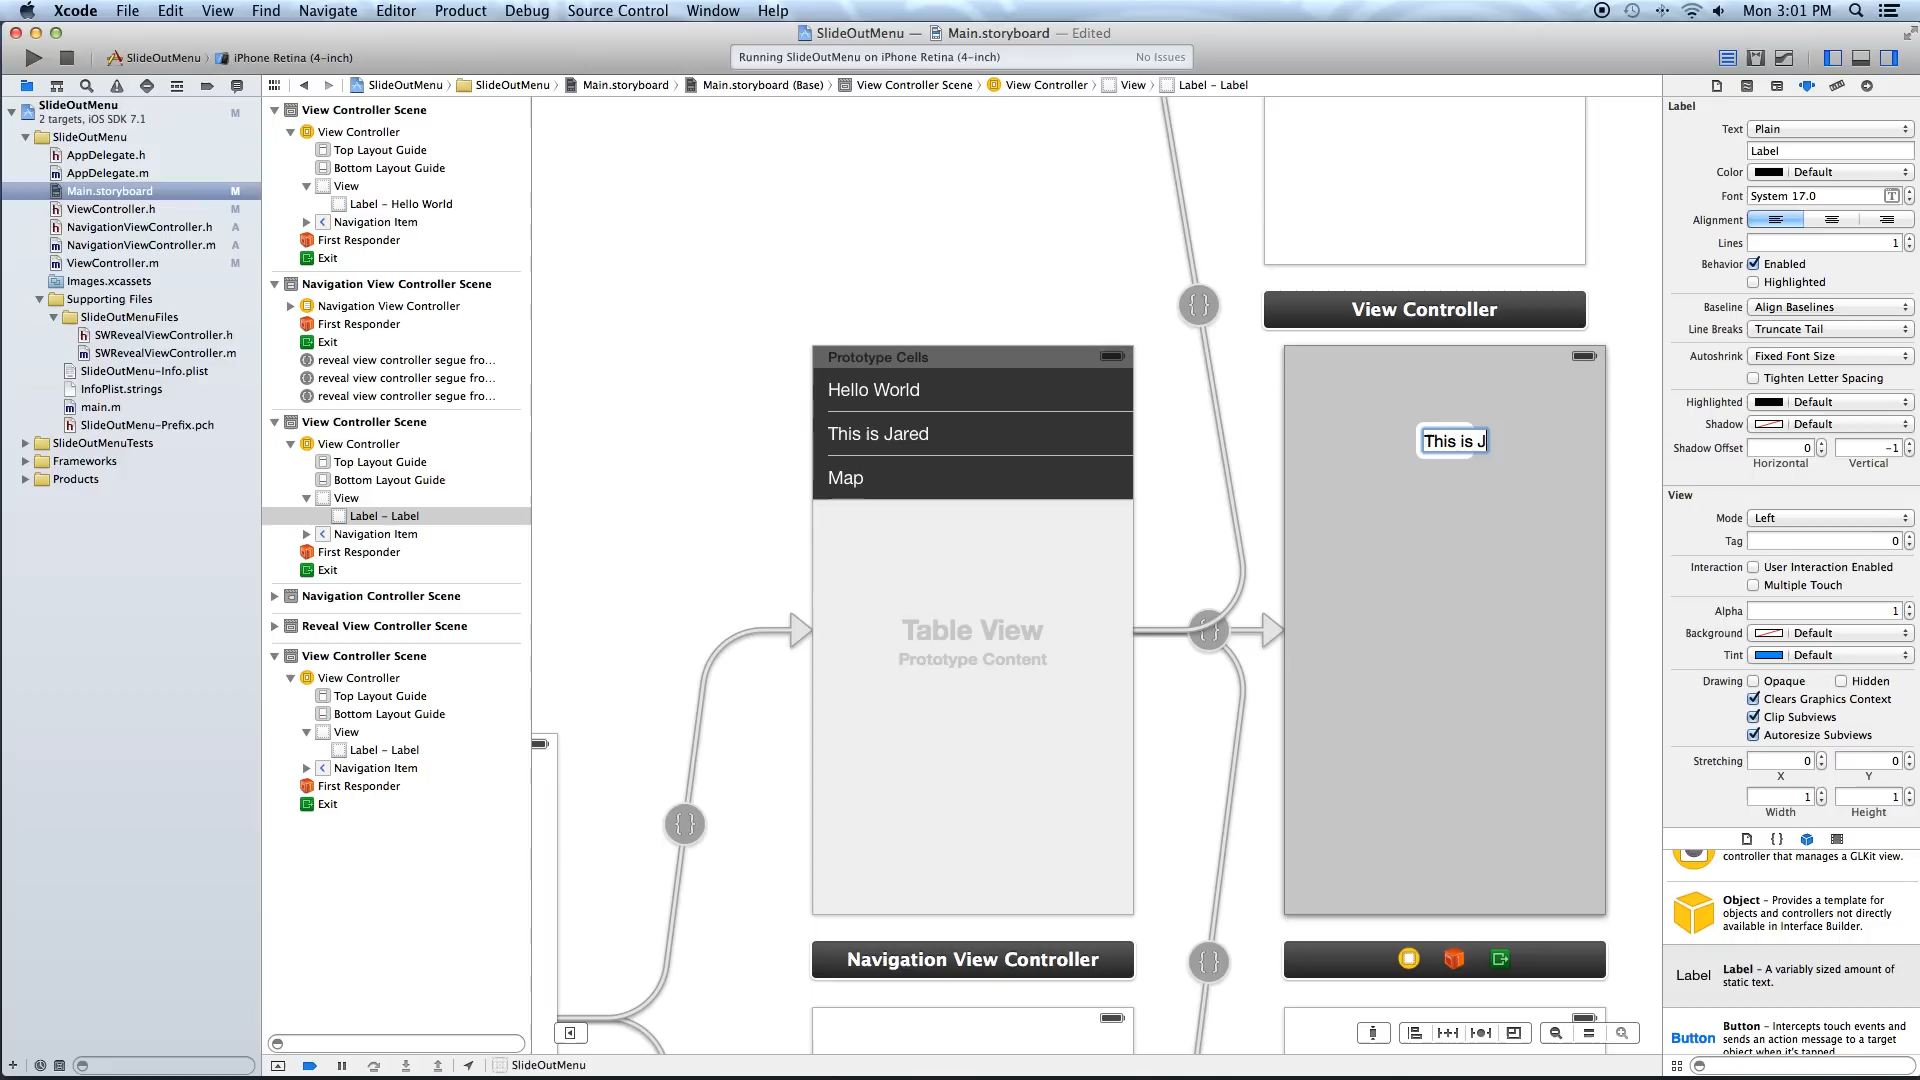 Xcode File Edit View Find Navigate Editor Product Debug Source Control Window Help Mon 3:01 PM
SlideOutMenu — Main.storyboard — Edited
SlideOutMenu iPhone Retina (4-inch)
Running SlideOutMenu on iPhone Retina (4-inch) No Issues
SlideOutMenu SlideOutMenu Main.storyboard Main.storyboard (Base) View Controller Scene View Controller View Label - Label
SlideOutMenu M
2 targets, iOS SDK 7.1
SlideOutMenu
AppDelegate.h
AppDelegate.m
Main.storyboard M
ViewController.h M
NavigationViewController.h A
NavigationViewController.m A
ViewController.m M
Images.xcassets
Supporting Files
SlideOutMenuFiles
SWRevealViewController.h
SWRevealViewController.m
SlideOutMenu-Info.plist
InfoPlist.strings
main.m
SlideOutMenu-Prefix.pch
SlideOutMenuTests
Frameworks
Products
View Controller Scene
View Controller
Top Layout Guide
Bottom Layout Guide
View
Label - Hello World
Navigation Item
First Responder
Exit
Navigation View Controller Scene
Navigation View Controller
First Responder
Exit
reveal view controller segue fro...
reveal view controller segue fro...
reveal view controller segue fro...
View Controller Scene
View Controller
Top Layout Guide
Bottom Layout Guide
View
Label - Label
Navigation Item
First Responder
Exit
Navigation Controller Scene
Reveal View Controller Scene
View Controller Scene
View Controller
Top Layout Guide
Bottom Layout Guide
View
Label - Label
Navigation Item
First Responder
Exit
Prototype Cells
Hello World
This is Jared
Map
Table View
Prototype Content
Navigation View Controller
View Controller
This is J
Label
Text Plain
Label
Color Default
Font System 17.0
Alignment
Lines 1
Behavior Enabled
Highlighted
Baseline Align Baselines
Line Breaks Truncate Tail
Autoshrink Fixed Font Size
Tighten Letter Spacing
Highlighted Default
Shadow Default
Shadow Offset 0 -1
Horizontal Vertical
View
Mode Left
Tag 0
Interaction User Interaction Enabled
Multiple Touch
Alpha 1
Background Default
Tint Default
Drawing Opaque Hidden
Clears Graphics Context
Clip Subviews
Autoresize Subviews
Stretching 0 0
X Y
1 1
Width Height
controller that manages a GLKit view.
Object - Provides a template for
objects and controllers not directly
available in Interface Builder.
Label Label - A variably sized amount of
static text.
Button Button - Intercepts touch events and
sends an action message to a target
object when it's tapped.
SlideOutMenu